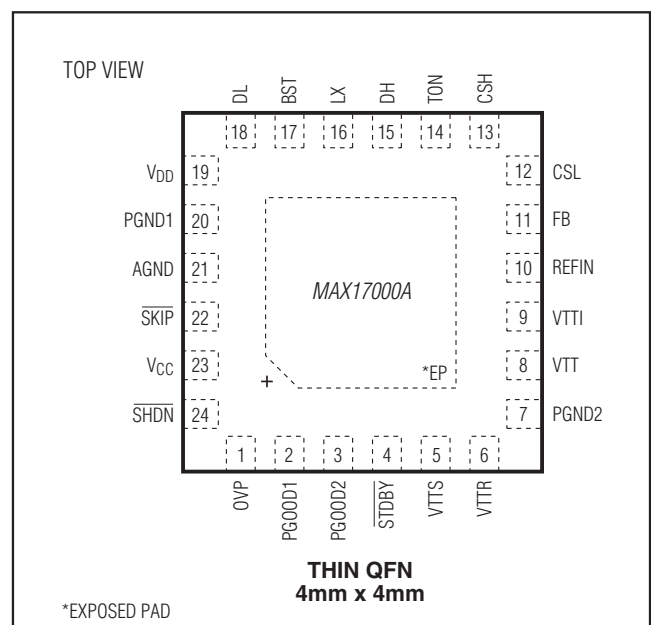 TOP VIEW
DL
BST
LX
DH
TON
CSH
18
17
16
15
14
13
VDD
19
12
CSL
PGND1
20
11
FB
AGND
21
10
REFIN
MAX17000A
SKIP
22
9
VTTI
VCC
23
8
VTT
*EP
+
SHDN
24
7
PGND2
1
2
3
4
5
6
OVP
PGOOD1
PGOOD2
STDBY
VTTS
VTTR
THIN QFN
4mm x 4mm
*EXPOSED PAD